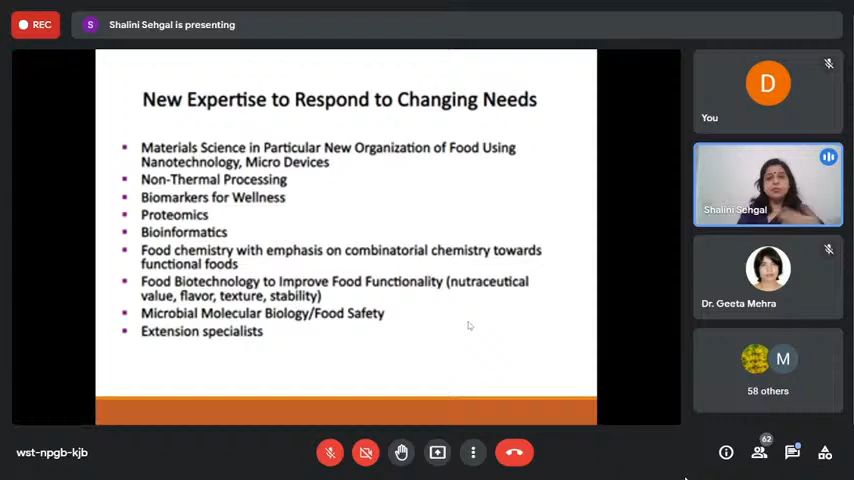 REC
S
Shalini Sehgal is presenting
New Expertise to Respond to Changing Needs
Materials Science in Particular New Organization of Food Using
Nanotechnology, Micro Devices
Non-Thermal Processing
Biomarkers for Wellness
Proteomics
Bioinformatics
Food chemistry with emphasis on combinatorial chemistry towards
functional foods
Food Biotechnology to Improve Food Functionality (nutraceutical
value, flavor, texture, stability)
Microbial Molecular Biology/Food Safety
Extension specialists
D
You
Shalini Sehgal
Dr. Geeta Mehra
M
58 others
wst-npgb-kjb
62